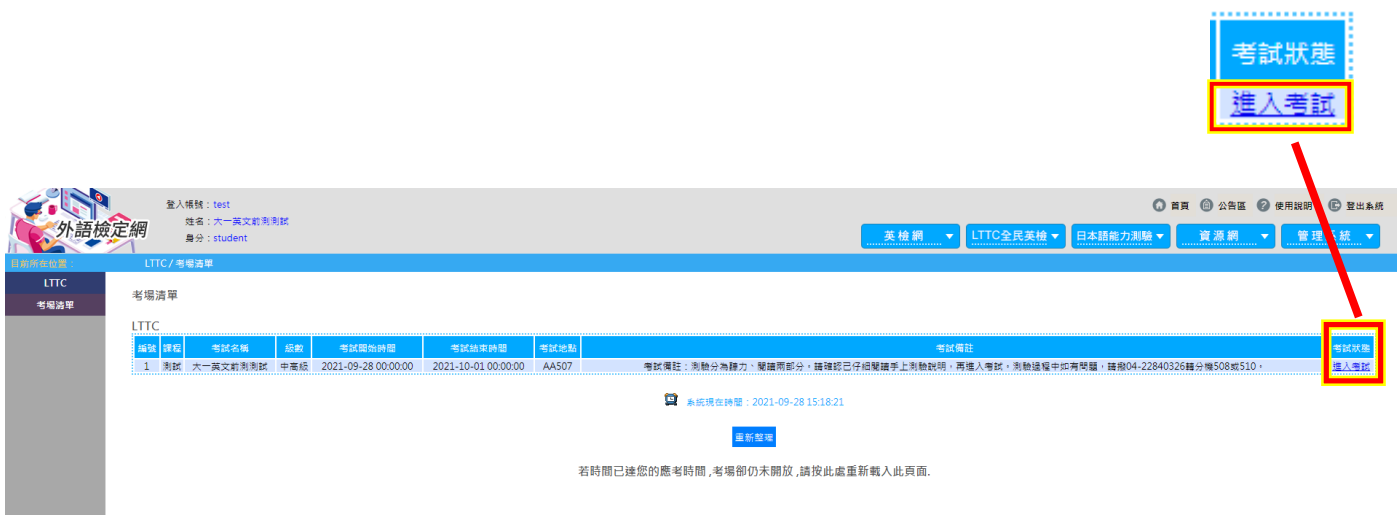 考試狀態
進入考試
外語檢定網
登入帳號：test
姓名：大一英文前測測試
身分：student
首頁 公告區 使用說明 登出系統
英檢網 LTTC全民英檢 日本語能力測驗 資源網 管理系統
目前所在位置： LTTC / 考場清單
LTTC
考場清單
考場清單
LTTC
編號 課程 考試名稱 級數 考試開始時間 考試結束時間 考試地點 考試備註 考試狀態
1 測試 大一英文前測測試 中高級 2021-09-28 00:00:00 2021-10-01 00:00:00 AA507 考試備註：測驗分為聽力、閱讀兩部分，請確認已仔細閱讀手上測驗說明，再進入考試，測驗過程中如有問題，請撥04-22840326轉分機508或510。 進入考試
系統現在時間：2021-09-28 15:18:21
重新整理
若時間已達您的應考時間 ,考場卻仍未開放 ,請按此處重新載入此頁面.